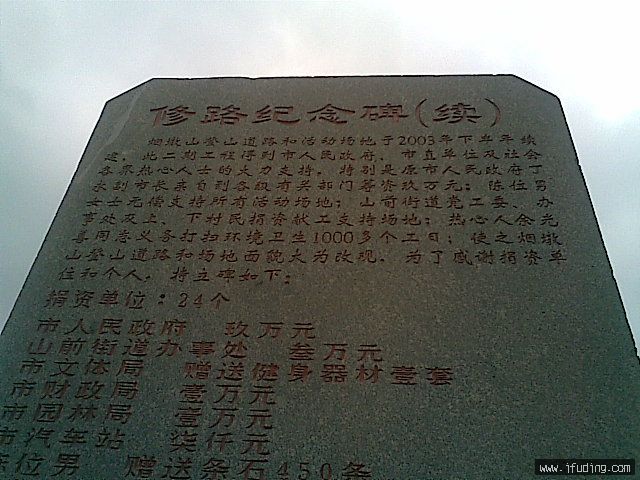 修路纪念碑(续)
烟墩山登山道路和活动场地于2003年下半年续
建，此二期工程得到市人民政府、市直单位及社会
各界热心人士的大力支持。特别是原市人民政府丁
永副市长亲自到各级有关部门筹资玖万元；陈位男
女士无偿支持所有活动场地；山前街道党工委、办
事处及上、下村民捐资献工支持场地；热心人余光
喜同志义务打扫环境卫生1000多个工日；使之烟墩
山登山道路和场地面貌大为改观。为了感谢捐资单
位和个人，特立碑如下：
捐资单位：24个
市人民政府 玖万元
山前街道办事处 叁万元
市文体局 赠送健身器材壹套
市财政局 壹万元
市园林局 壹万元
市汽车站 柒仟元
陈位男 赠送条石450条
www.ifuding.com